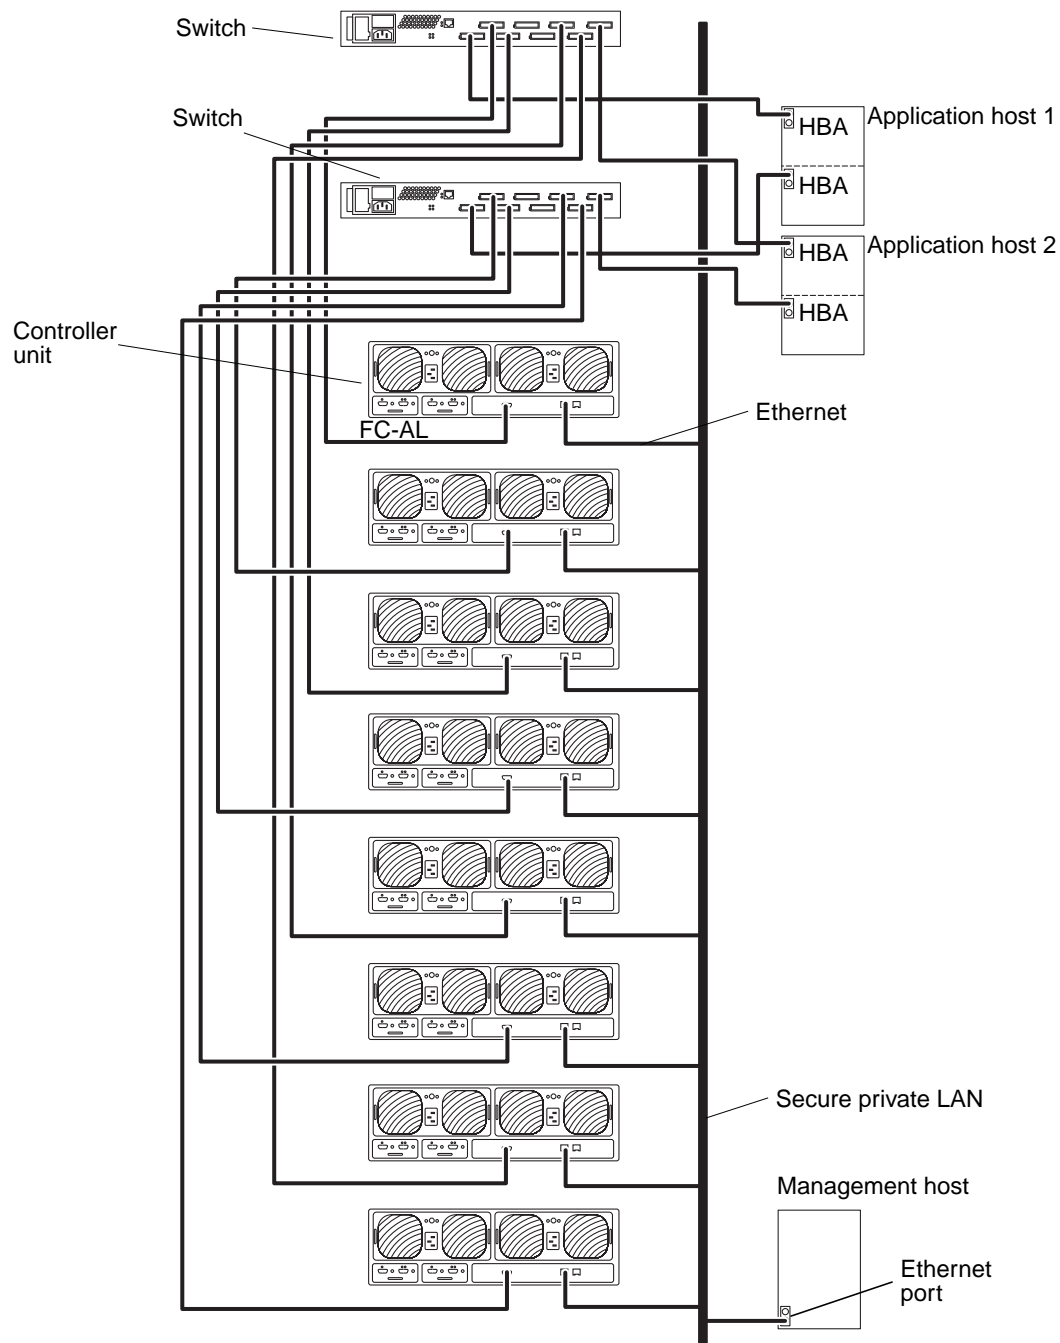 Switch
Switch
HBA
Application host 1
HBA
HBA
Application host 2
HBA
Controller
unit
FC-AL
Ethernet
Secure private LAN
Management host
Ethernet
port